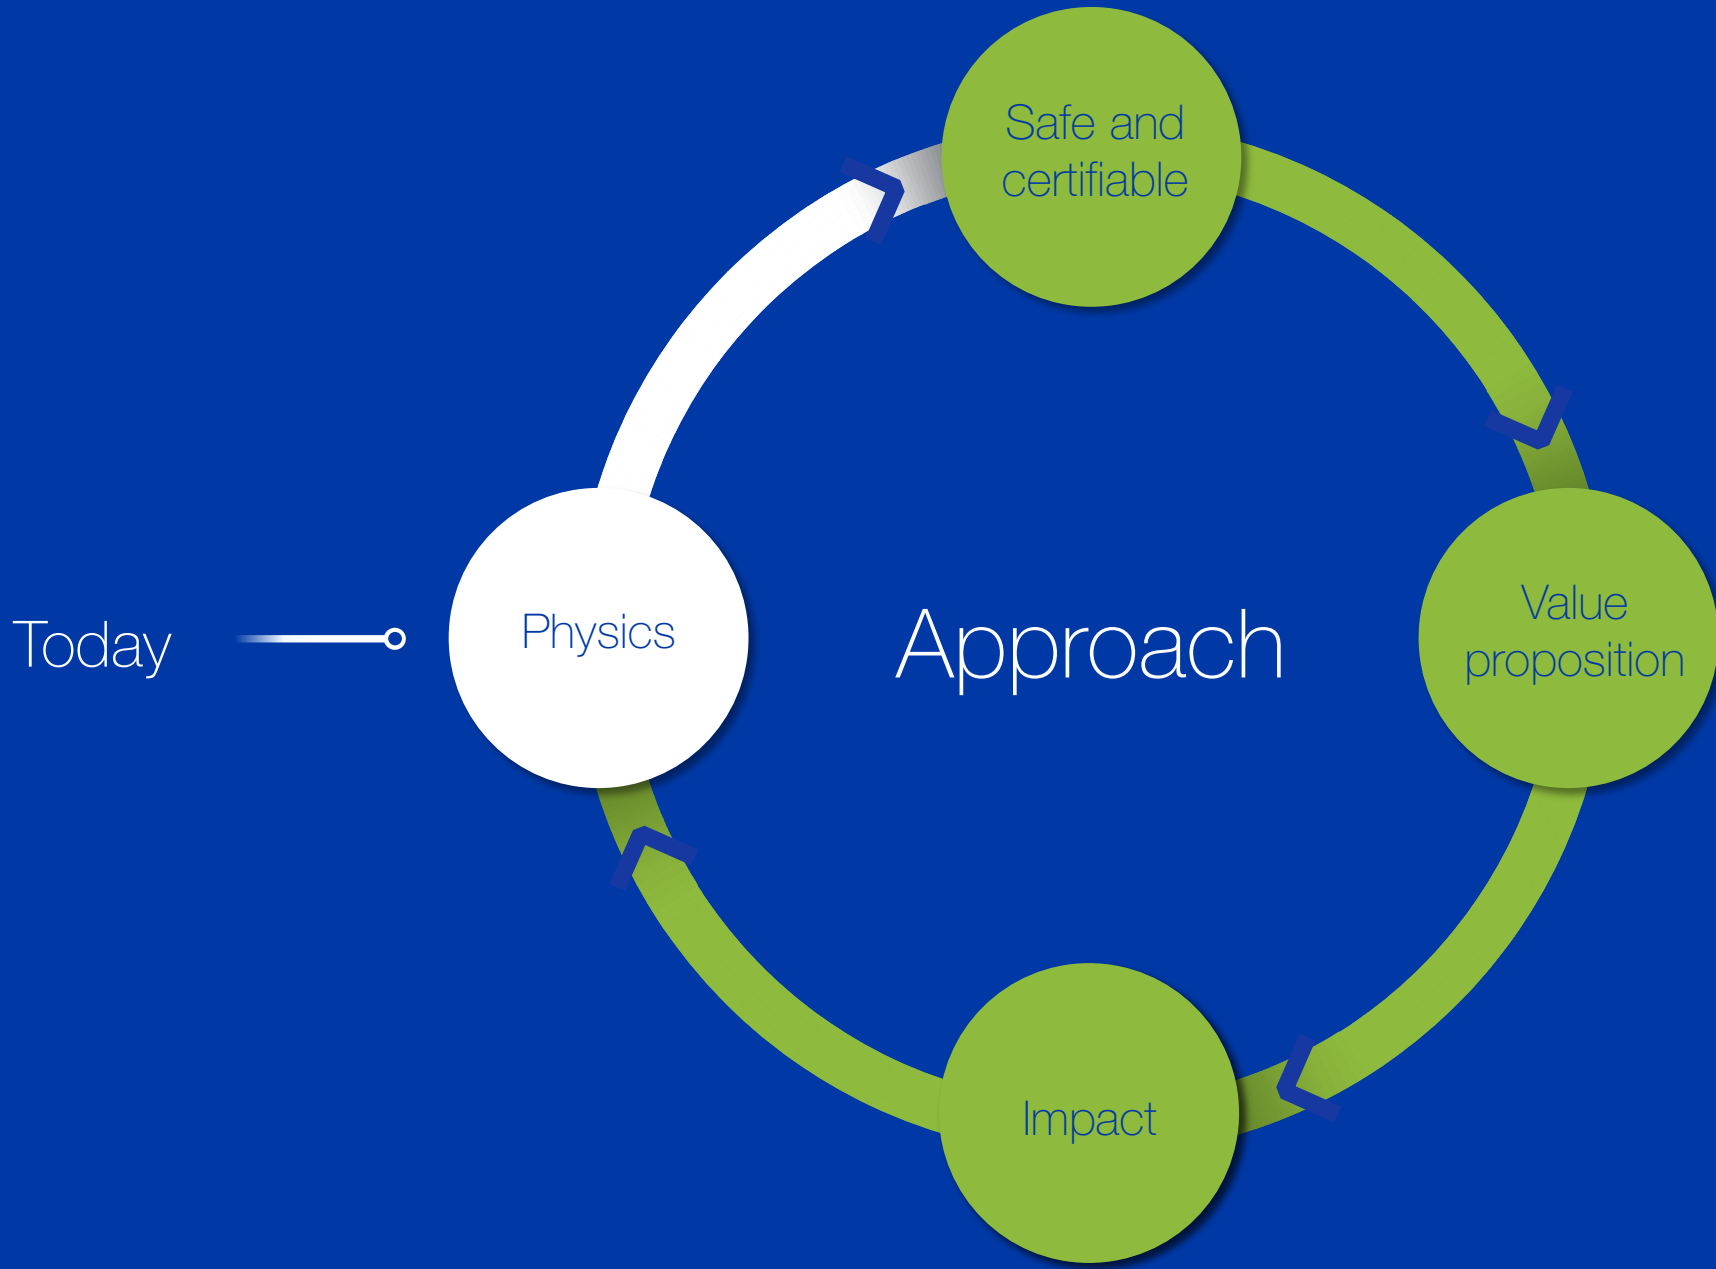 Safe and
certifiable
Today
Physics
Approach
Value
proposition
Impact